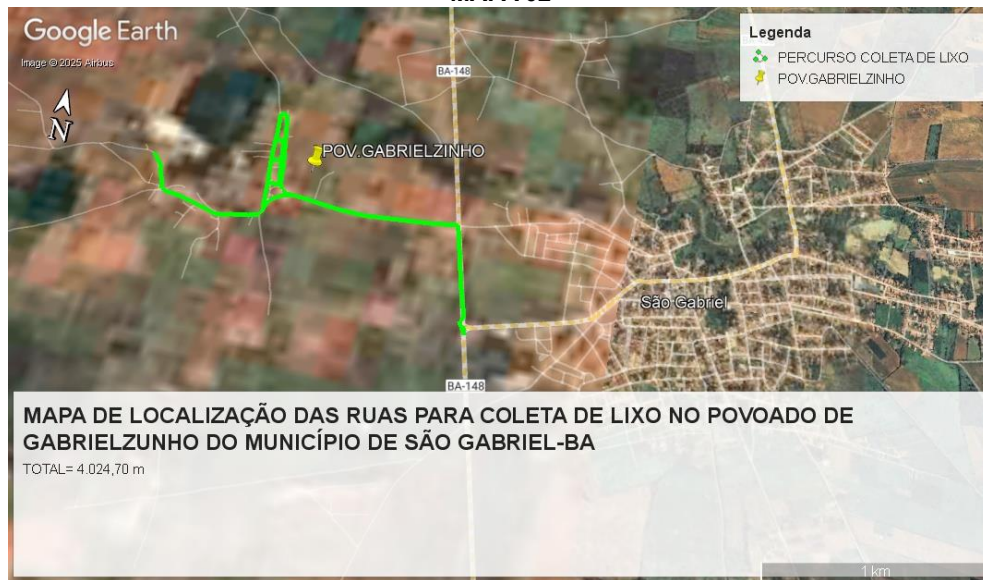 Google Earth
Image © 2025 Airbus
N
Legenda
PERCURSO COLETA DE LIXO
POV.GABRIELZINHO
BA-148
POV.GABRIELZINHO
São Gabriel
BA-148
MAPA DE LOCALIZAÇÃO DAS RUAS PARA COLETA DE LIXO NO POVOADO DE
GABRIELZUNHO DO MUNICÍPIO DE SÃO GABRIEL-BA
TOTAL= 4.024,70 m
1 km